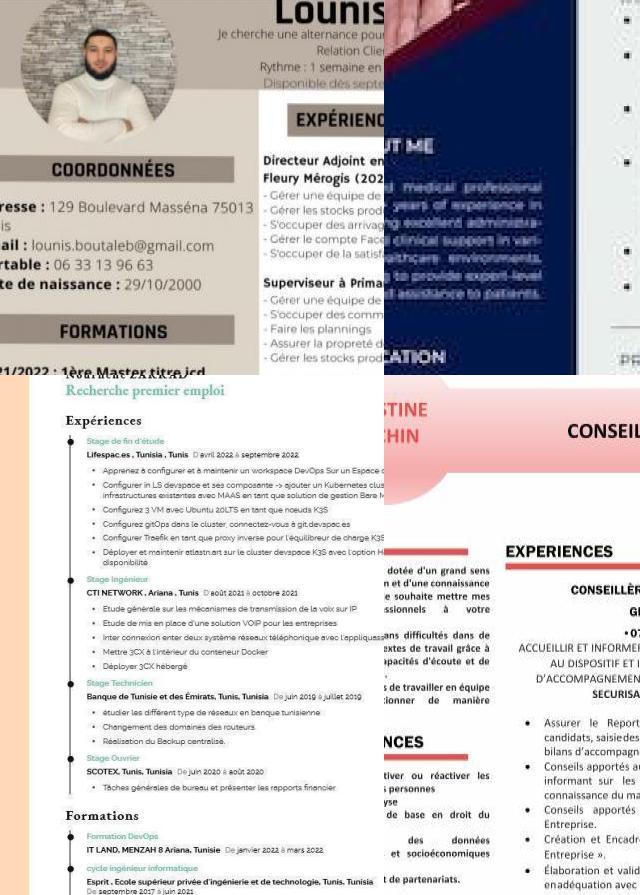 Lounis
Je cherche une alternance pour
Relation Clie
Rythme : 1 semaine en
Disponible dès septe
COORDONNÉES
resse : 129 Boulevard Masséna 75013
is
ail : lounis.boutaleb@gmail.com
rtable : 06 33 13 96 63
te de naissance : 29/10/2000
FORMATIONS
21/2022 : 1ère Master titre jcd
EXPÉRIENC
Directeur Adjoint en
Fleury Mérogis (202
- Gérer une équipe de
- Gérer les stocks prod
- S'occuper des arrivag
- Gérer le compte Face
- S'occuper de la satisf
Superviseur à Prima
- Gérer une équipe de
- S'occuper des comm
- Faire les plannings
- Assurer la propreté d
- Gérer les stocks prod
UT ME
d medical professional
years of experience in
ng excellent administra-
clinical support in vari-
althcare environments,
s to provide expert-level
l assistance to patients.
CATION
PR
Recherche premier emploi
Expériences
Stage de fin d'étude
Lifespac.es , Tunisia , Tunis D'avril 2022 à septembre 2022
• Apprenez à configurer et à maintenir un workspace DevOps Sur un Espace d
• Configurer in LS devspace et ses composante -> ajouter un Kubernetes clus
infrastructures existantes avec MAAS en tant que solution de gestion Bare M
• Configurez 3 VM avec Ubuntu 20LTS en tant que nœuds K3S
• Configurez gitOps dans le cluster, connectez-vous à git.devspac.es
• Configurer Traefik en tant que proxy inverse pour l'équilibreur de charge K3S
• Déployer et maintenir atlastn.art sur le cluster devspace K3S avec l'option H
disponibilité
Stage Ingénieur
CTI NETWORK , Ariana , Tunis D'août 2021 à octobre 2021
• Etude générale sur les mécanismes de transmission de la voix sur IP
• Etude de mis en place d'une solution VOIP pour les entreprises
• Inter connexion enter deux système réseaux téléphonique avec l'appliquass
• Mettre 3CX à l'intérieur du conteneur Docker
• Déployer 3CX hébergé
Stage Technicien
Banque de Tunisie et des Émirats, Tunis, Tunisia De juin 2019 à juillet 2019
• étudier les différent type de réseaux en banque tunisienne
• Changement des domaines des routeurs.
• Réalisation du Backup centralisé.
Stage Ouvrier
SCOTEX, Tunis, Tunisia De juin 2020 à août 2020
• Tâches générales de bureau et présenter les rapports financier
Formations
Formation DevOps
IT LAND, MENZAH 8 Ariana, Tunisie De janvier 2022 à mars 2022
cycle ingénieur informatique
Esprit , Ecole supérieur privée d'ingénierie et de technologie, Tunis, Tunisia
De septembre 2017 à juin 2021
STINE
CHIN
CONSEIL
dotée d'un grand sens
n et d'une connaissance
e souhaite mettre mes
ssionnels à votre
ans difficultés dans de
extes de travail grâce à
pacités d'écoute et de
.
s de travailler en équipe
tionner de manière
NCES
tiver ou réactiver les
s personnes
yse
de base en droit du
des données
et socioéconomiques
t de partenariats.
EXPERIENCES
CONSEILLÈR
GI
• 07
ACCUEILLIR ET INFORMER
AU DISPOSITIF ET I
D'ACCOMPAGNEMEN
SECURISA
• Assurer le Report
candidats, saisie des
bilans d'accompagn
• Conseils apportés au
informant sur les
connaissance du ma
• Conseils apportés
Entreprise.
• Création et Encadre
Entreprise ».
• Élaboration et valid
en adéquation avec